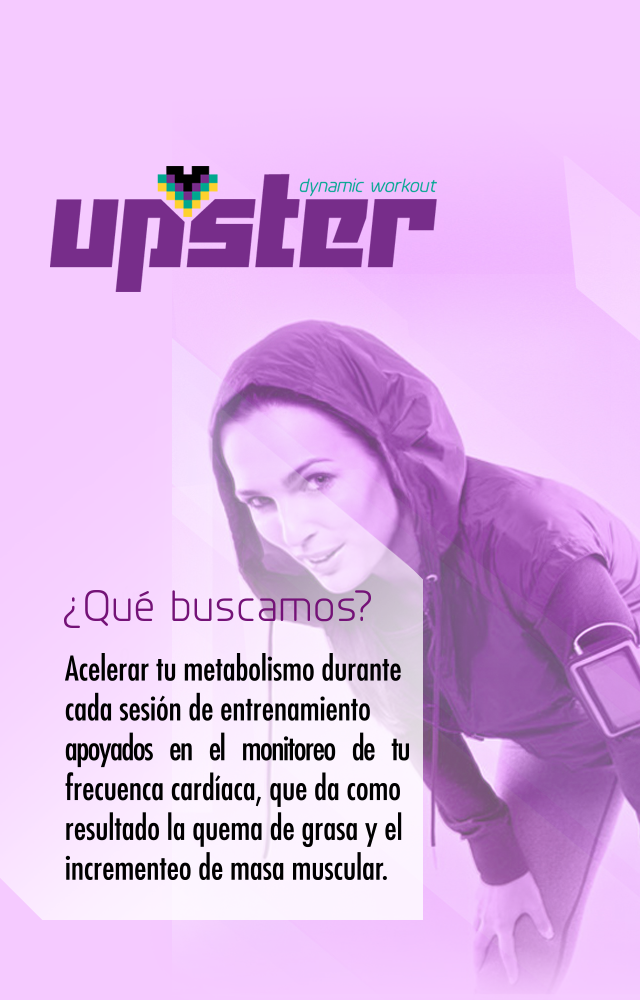 dynamic workout
upster
¿Qué buscamos?
Acelerar tu metabolismo durante
cada sesión de entrenamiento
apoyados en el monitoreo de tu
frecuenca cardíaca, que da como
resultado la quema de grasa y el
incrementeo de masa muscular.